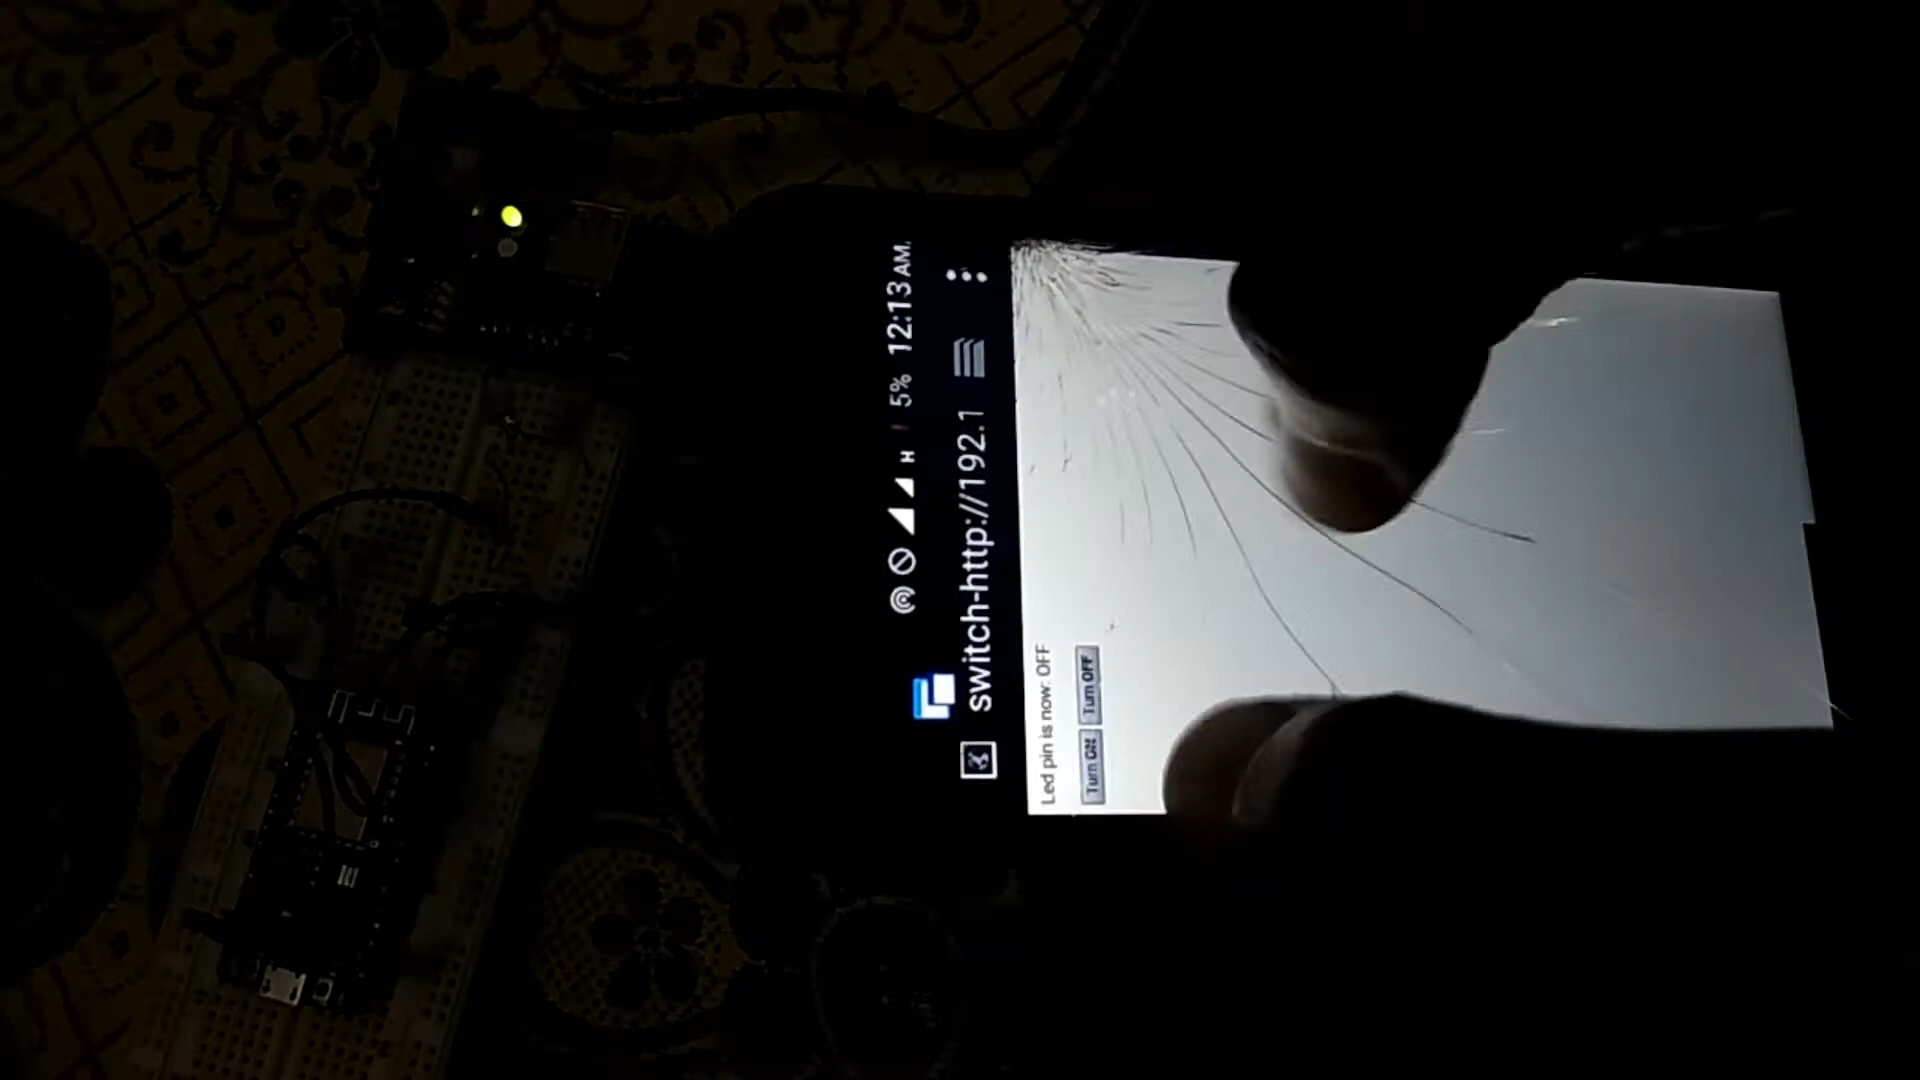 H 5% 12:13 AM
switch-http://192.1
Led pin is now: OFF
Turn ON Turn OFF